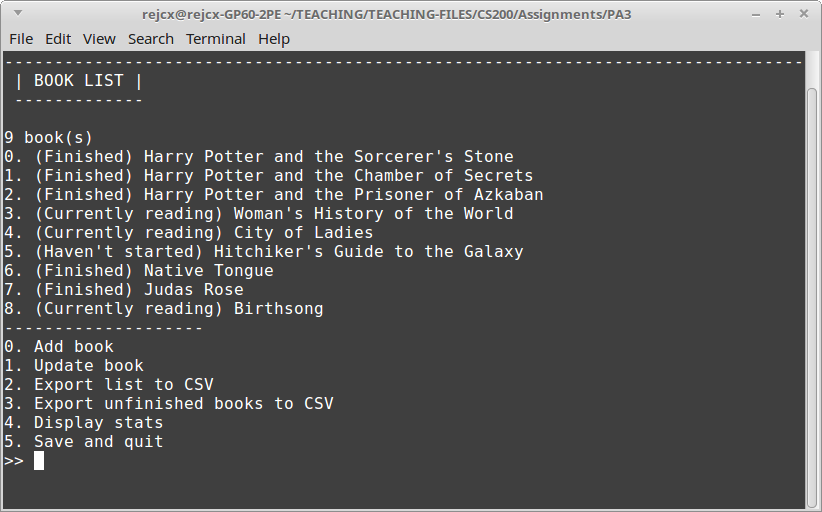 rejcx@rejcx-GP60-2PE ~/TEACHING/TEACHING-FILES/CS200/Assignments/PA3
File Edit View Search Terminal Help
--------------------------------------------------------------------------------
| BOOK LIST |
-------------
9 book(s)
0. (Finished) Harry Potter and the Sorcerer's Stone
1. (Finished) Harry Potter and the Chamber of Secrets
2. (Finished) Harry Potter and the Prisoner of Azkaban
3. (Currently reading) Woman's History of the World
4. (Currently reading) City of Ladies
5. (Haven't started) Hitchiker's Guide to the Galaxy
6. (Finished) Native Tongue
7. (Finished) Judas Rose
8. (Currently reading) Birthsong
--------------------
0. Add book
1. Update book
2. Export list to CSV
3. Export unfinished books to CSV
4. Display stats
5. Save and quit
>>